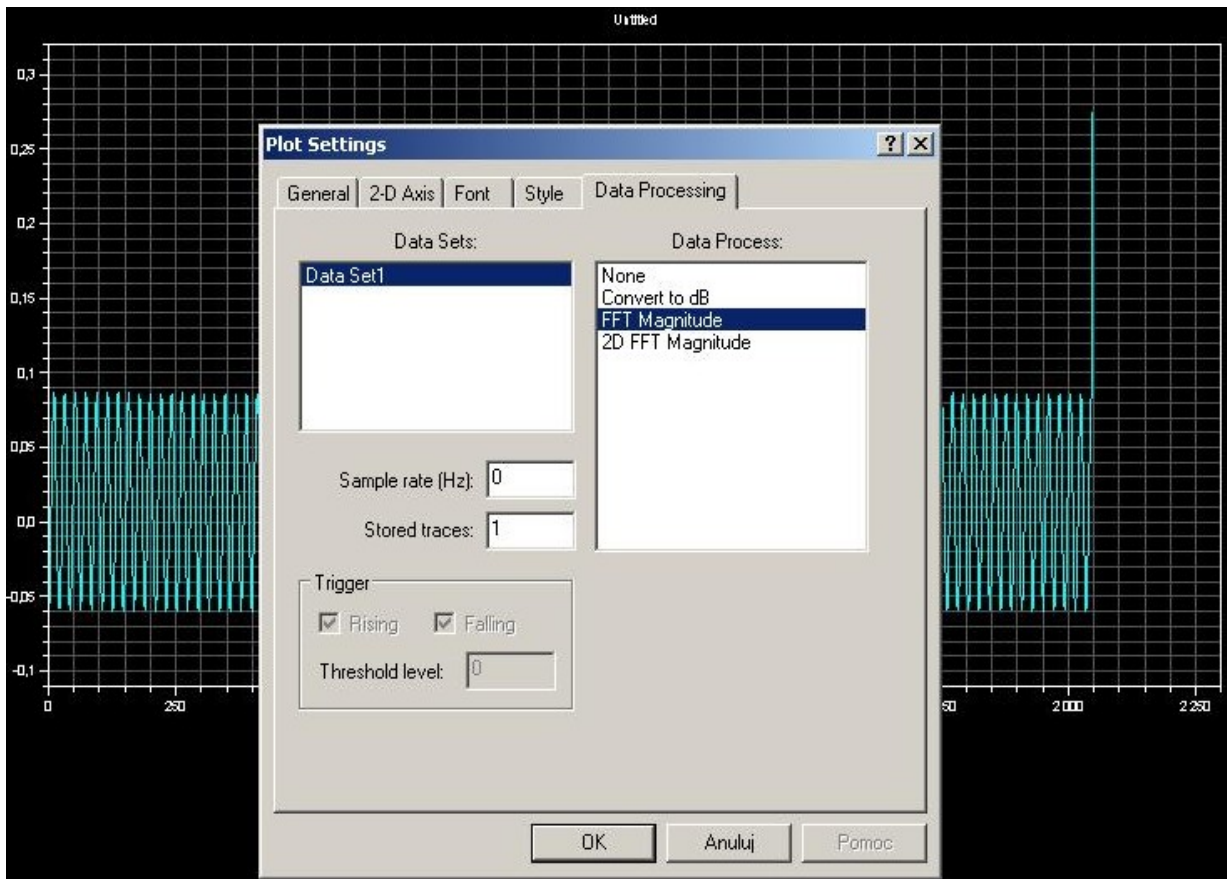 Untitled
0,3
0,25
0,2
0,15
0,1
0,05
0,0
-0,05
-0,1
0
250
50
2 000
2 250
Plot Settings
General
2-D Axis
Font
Style
Data Processing
Data Sets:
Data Process:
Data Set1
None
Convert to dB
FFT Magnitude
2D FFT Magnitude
Sample rate (Hz):
0
Stored traces:
1
Trigger
Rising
Falling
Threshold level:
0
OK
Anuluj
Pomoc